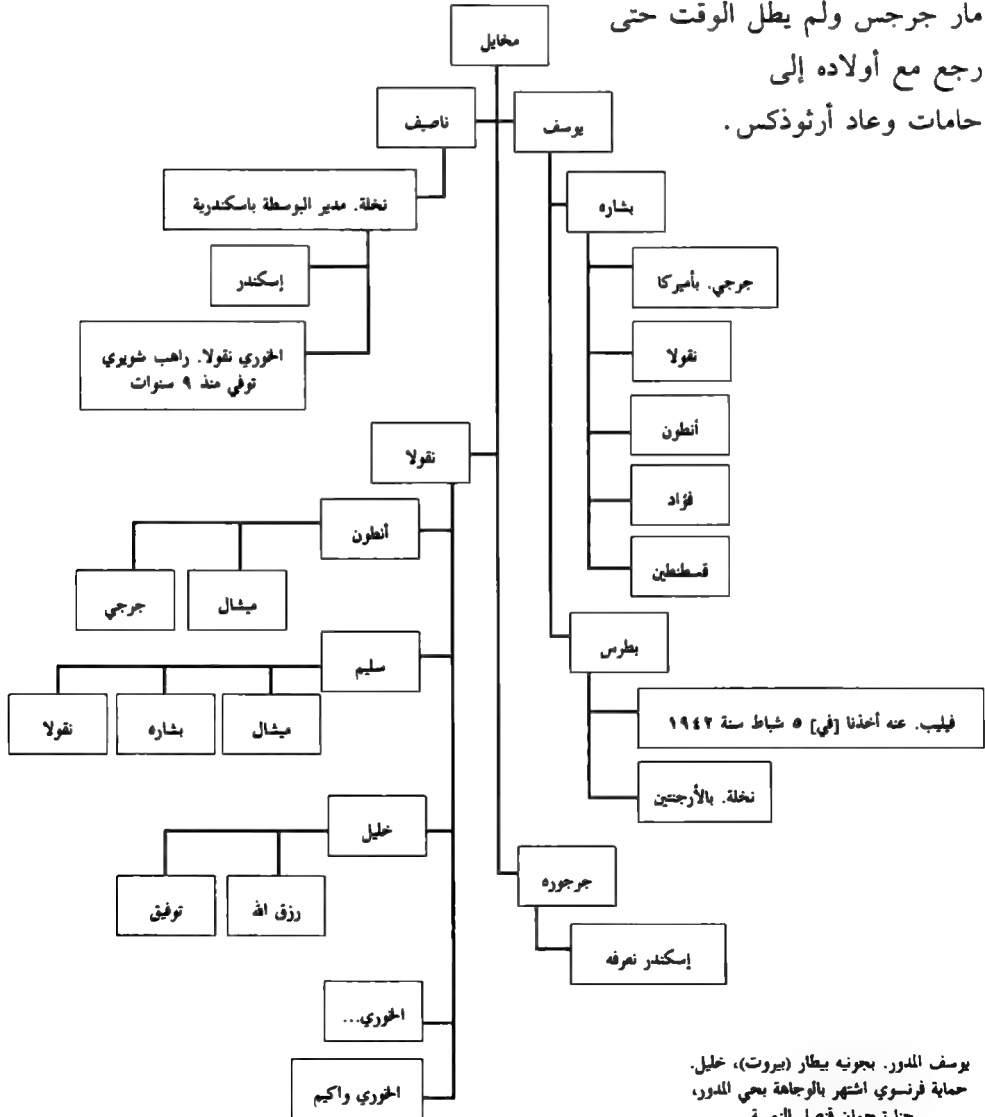 مار جرجس ولم يطل الوقت حتى
رجع مع أولاده إلى
حامات وعاد أرثوذكس.
مخايل
يوسف
ناصيف
بشاره
نخلة. مدير البوسطة باسكندرية
جرجي. بأميركا
إسكندر
نقولا
الخوري نقولا. راهب شويري
توفي منذ ٩ سنوات
أنطون
نقولا
فؤاد
أنطون
قسطنطين
ميشال
جرجي
بطرس
سليم
فيليب. عنه أخذنا [في] ٥ شباط سنة ١٩٤٢
ميشال
بشاره
نقولا
نخلة. بالأرجنتين
خليل
جرجوره
رزق الله
توفيق
إسكندر نعرفه
الخوري...
الخوري واكيم
يوسف المدور. بجونيه بيطار (بيروت)، خليل.
حماية فرنسوي اشتهر بالوجاهة بحي المدور،